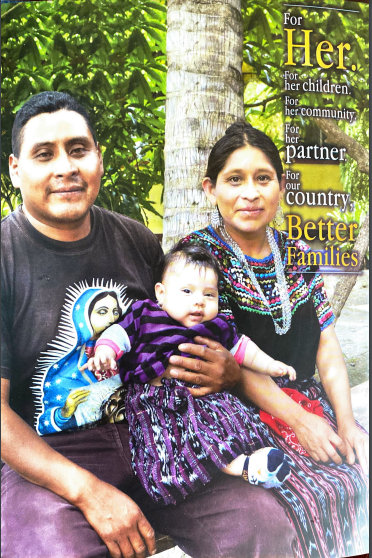 For
Her.
For
her children.
For
her community
For
her
partner,
For
our
country,
Better
Families